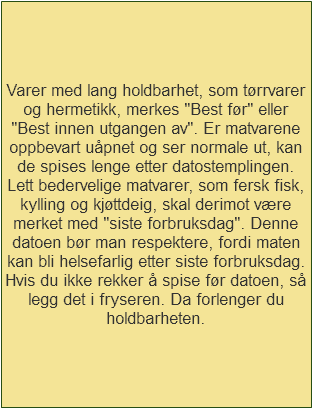 Varer med lang holdbarhet, som tørrvarer
og hermetikk, merkes "Best før" eller
"Best innen utgangen av". Er matvarene
oppbevart uåpnet og ser normale ut, kan
de spises lenge etter datostemplingen.
Lett bedervelige matvarer, som fersk fisk,
kylling og kjøttdeig, skal derimot være
merket med "siste forbruksdag". Denne
datoen bør man respektere, fordi maten
kan bli helsefarlig etter siste forbruksdag.
Hvis du ikke rekker å spise før datoen, så
legg det i fryseren. Da forlenger du
holdbarheten.